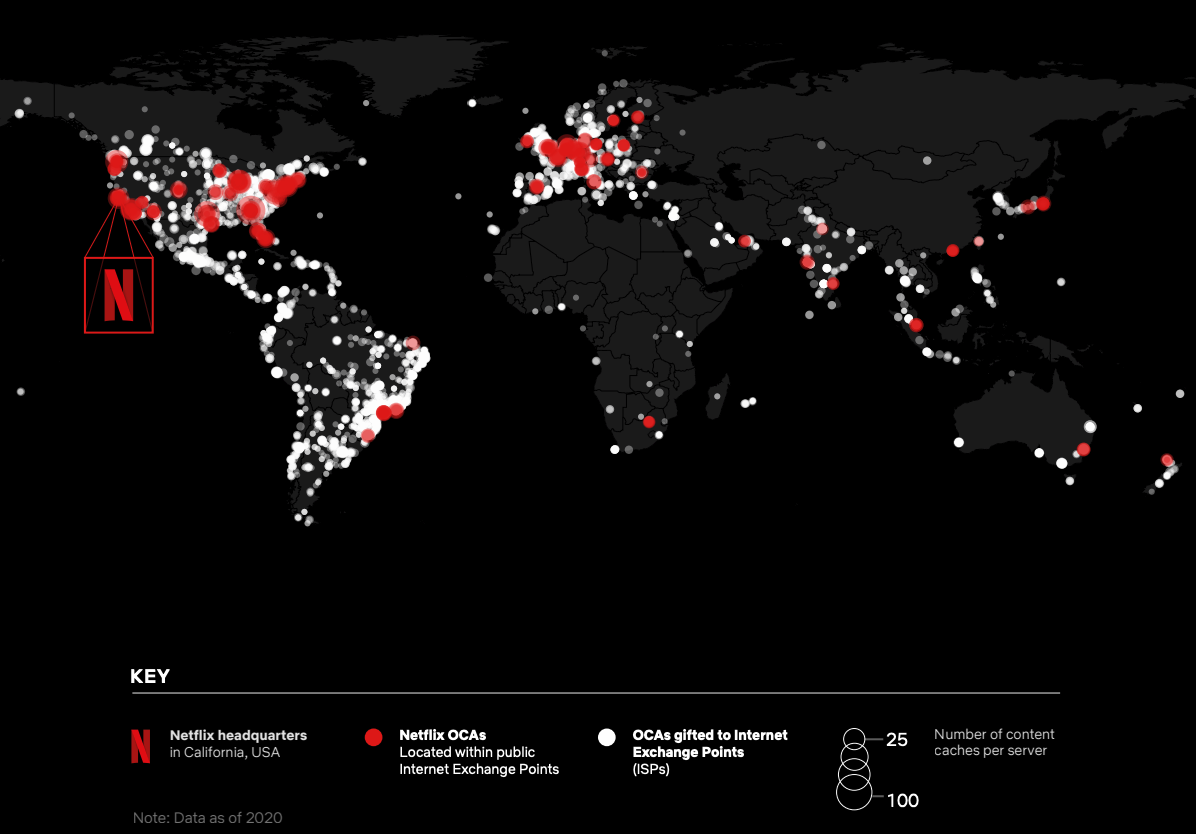 N
KEY
N
Netflix headquarters
in California, USA
Netflix OCAs
Located within public
Internet Exchange Points
OCAs gifted to Internet
Exchange Points
(ISPs)
25
100
Number of content
caches per server
Note: Data as of 2020